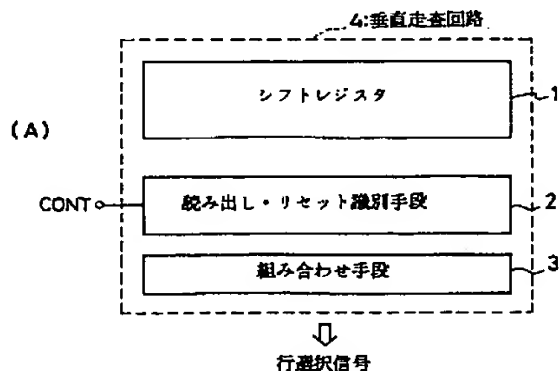 4:垂直走査回路
シフトレジスタ
1
(A)
CONT
読み出し・リセット識別手段
2
組み合わせ手段
3
行選択信号